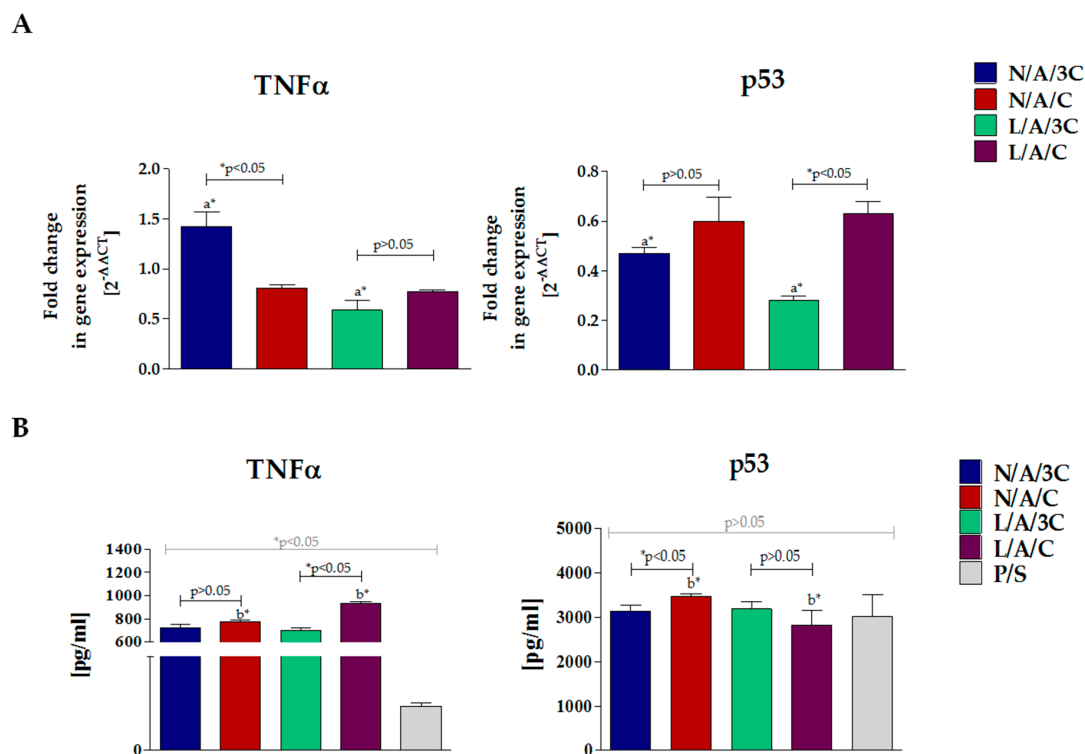 A
TNFα
p53
N/A/3C
N/A/C
L/A/3C
L/A/C
Fold change
in gene expression
[2^-ΛΛCT]
2.0
1.5
1.0
0.5
0.0
*p<0.05
a*
p>0.05
a*
Fold change
in gene expression
[2^-ΛΛCT]
0.8
0.6
0.4
0.2
0.0
p>0.05
*p<0.05
a*
a*
B
TNFα
p53
N/A/3C
N/A/C
L/A/3C
L/A/C
P/S
[pg/ml]
1400
1200
1000
800
600
0
*p<0.05
p>0.05
*p<0.05
b*
b*
[pg/ml]
5000
4000
3000
2000
1000
0
p>0.05
*p<0.05
p>0.05
b*
b*